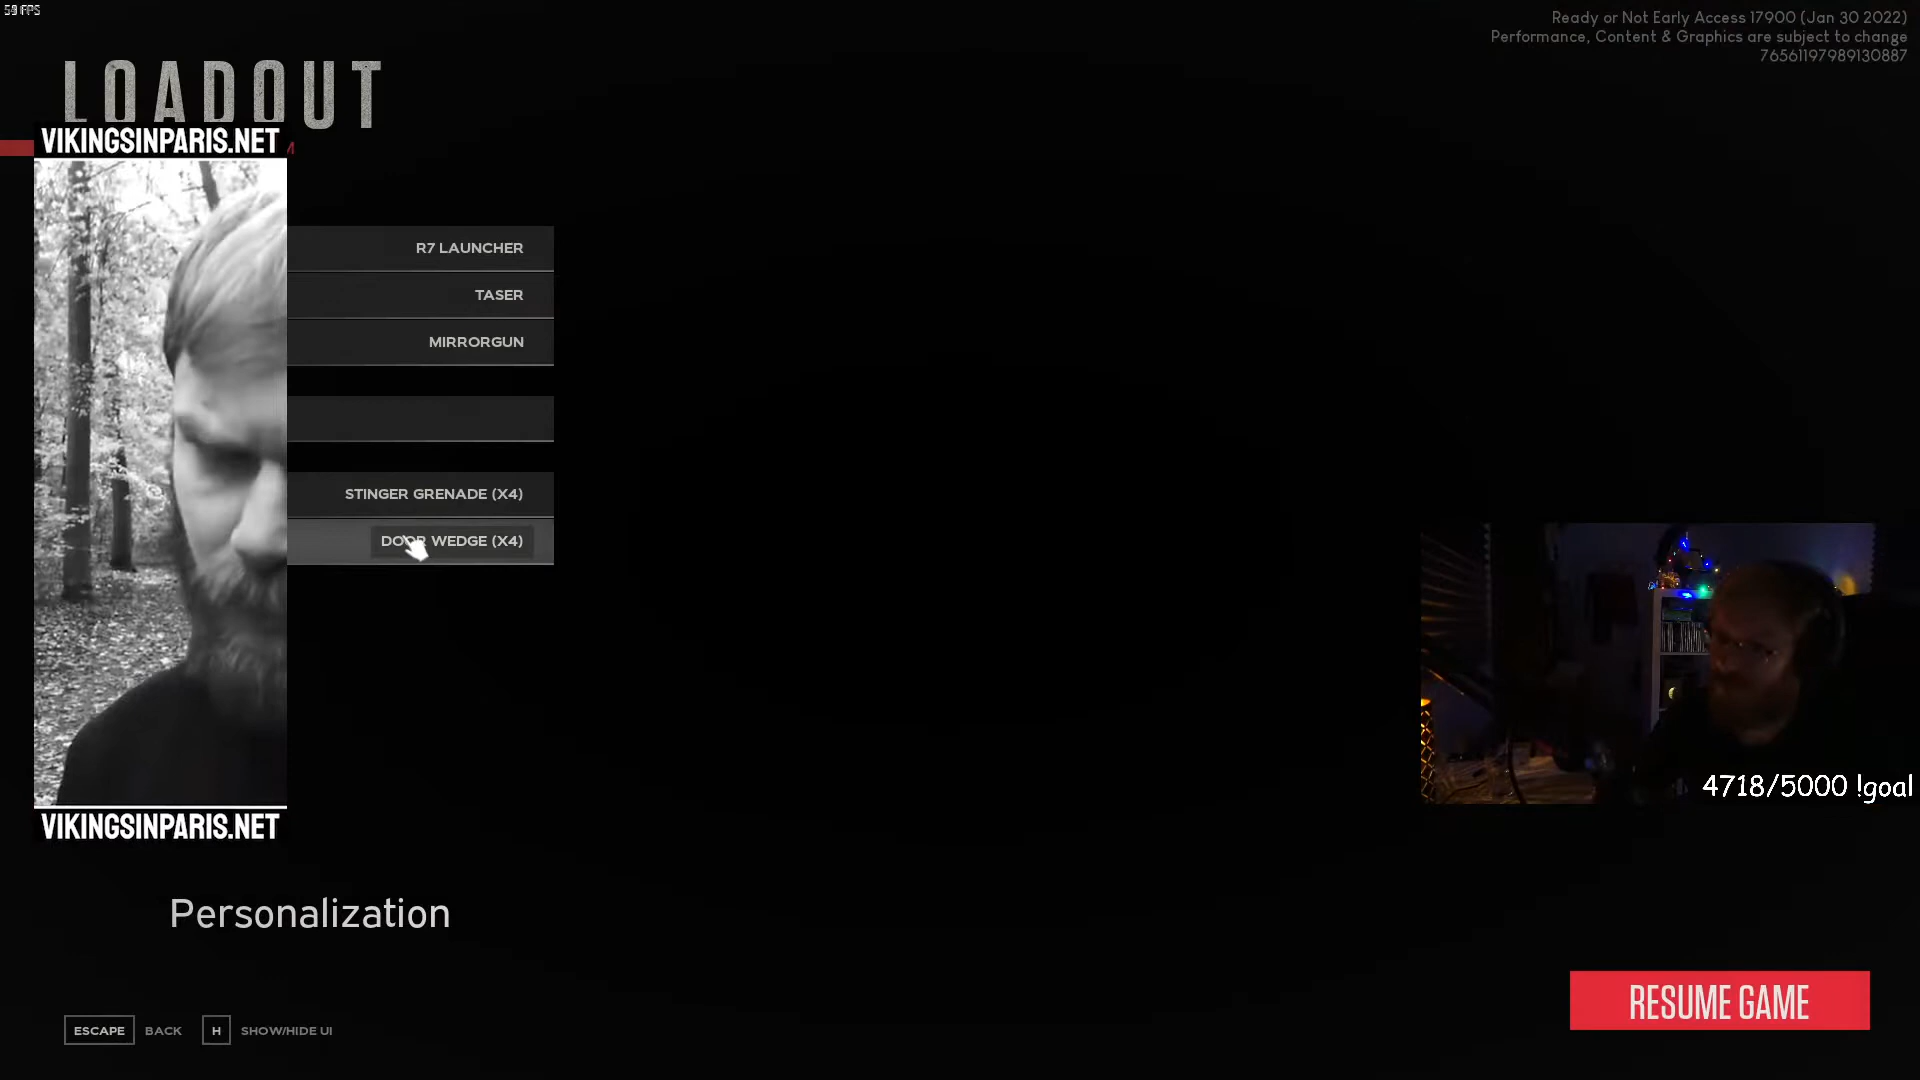 59 FPS
Ready or Not Early Access 17900 (Jan 30 2022)
Performance, Content & Graphics are subject to change
76561197989130887
LOADOUT
VIKINGSINPARIS.NET
R7 LAUNCHER
TASER
MIRRORGUN
STINGER GRENADE (X4)
DOOR WEDGE (X4)
4718/5000 !goal
VIKINGSINPARIS.NET
Personalization
RESUME GAME
ESCAPE BACK H SHOW/HIDE UI